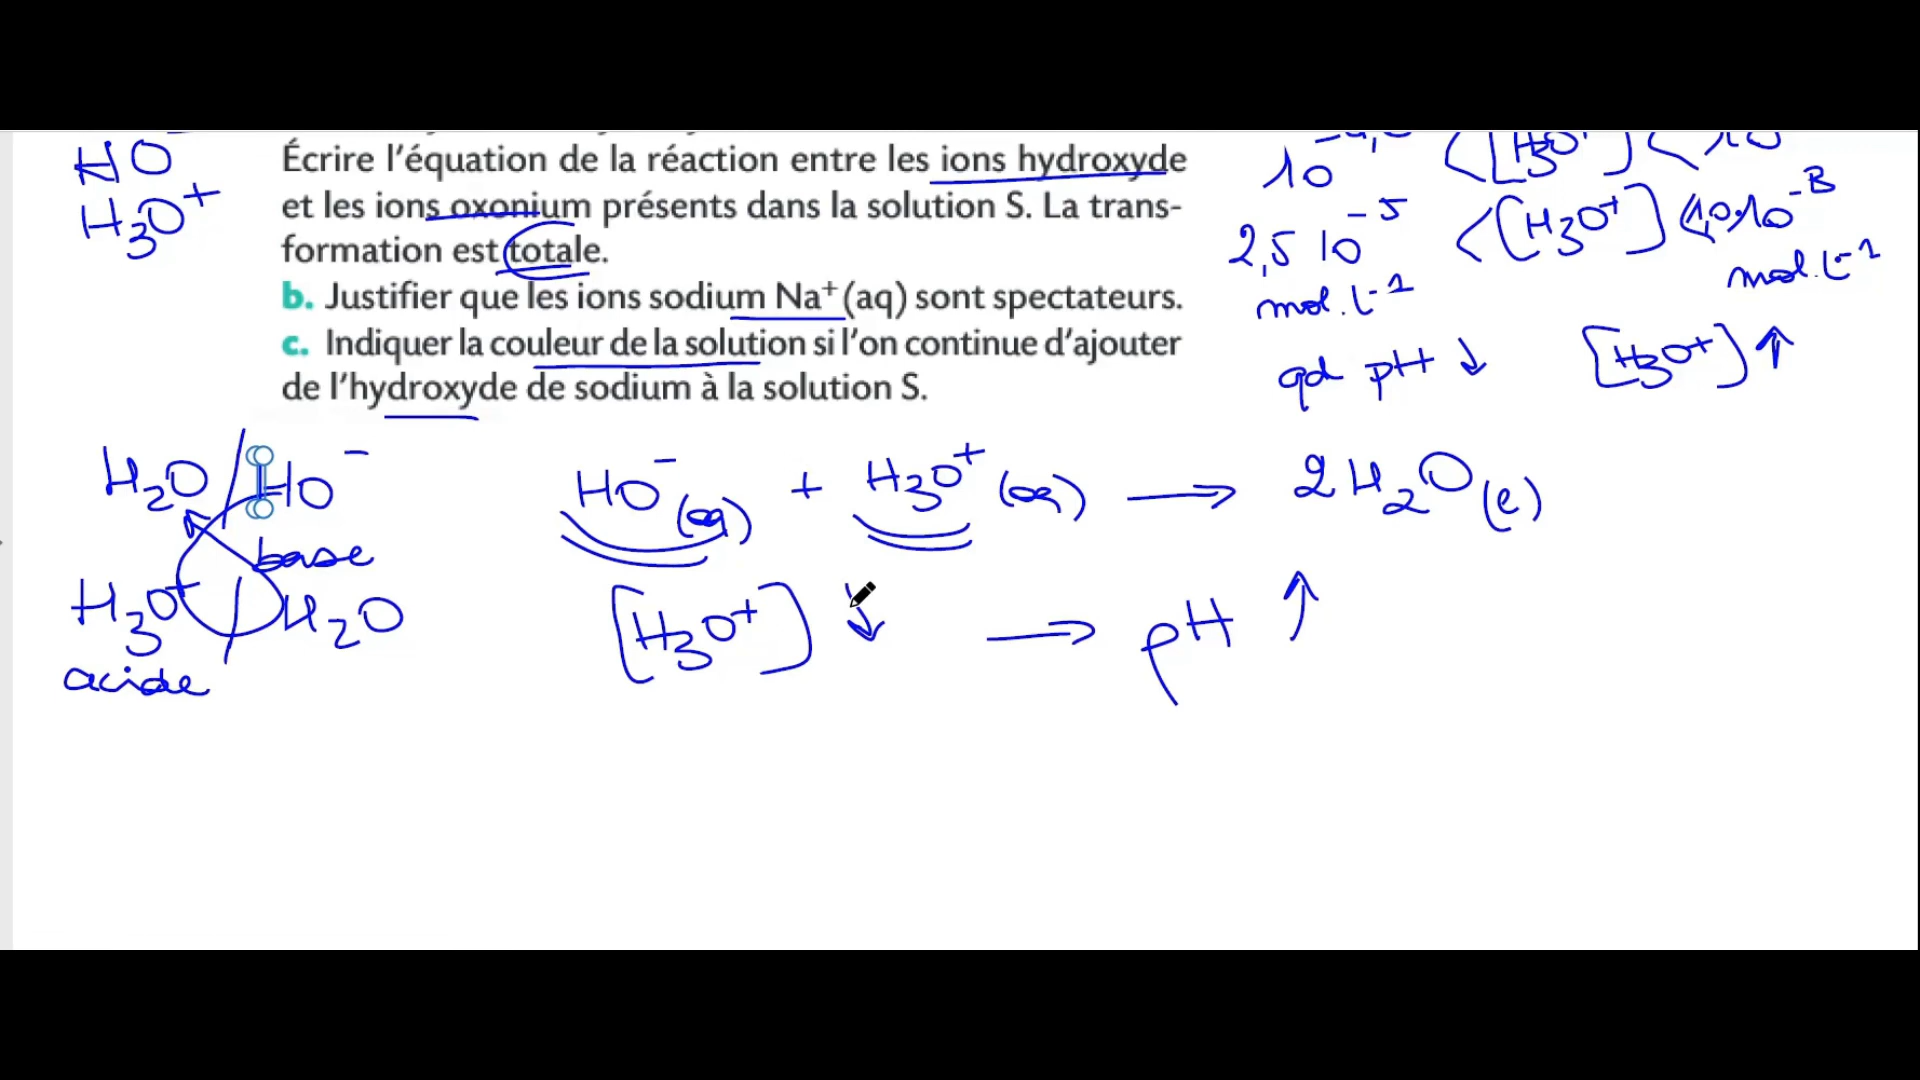 HO
H3O+
Écrire l'équation de la réaction entre les ions hydroxyde
et les ions oxonium présents dans la solution S. La trans-
formation est totale.
b. Justifier que les ions sodium Na+(aq) sont spectateurs.
c. Indiquer la couleur de la solution si l'on continue d'ajouter
de l'hydroxyde de sodium à la solution S.
10 < [H3O+] < 10
2,5 10-5 < [H3O+] < 1,0.10-3
mol.L-1 mol.L-1
qd pH ↓ [H3O+] ↑
H2O / HO-
base
H3O+ / H2O
acide
HO-(aq) + H3O+(aq) → 2 H2O(l)
[H3O+] ↓ → pH ↑